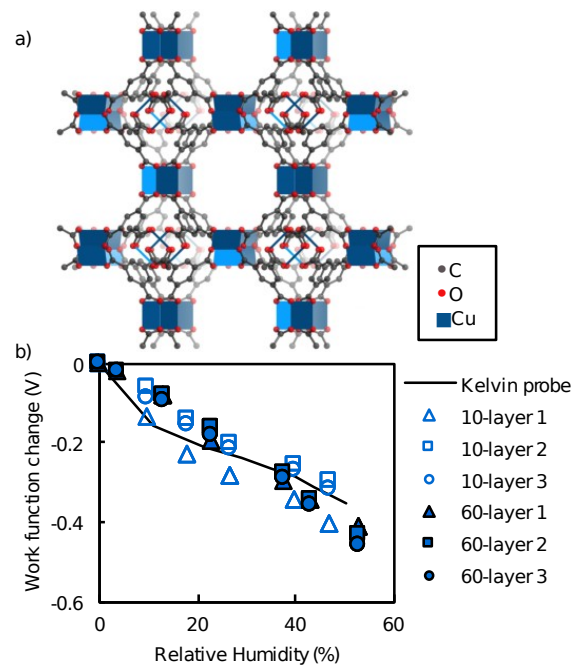 a)
C
O
Cu
b)
0
-0.2
-0.4
-0.6
Work function change (V)
0
20
40
60
Relative Humidity (%)
Kelvin probe
10-layer 1
10-layer 2
10-layer 3
60-layer 1
60-layer 2
60-layer 3